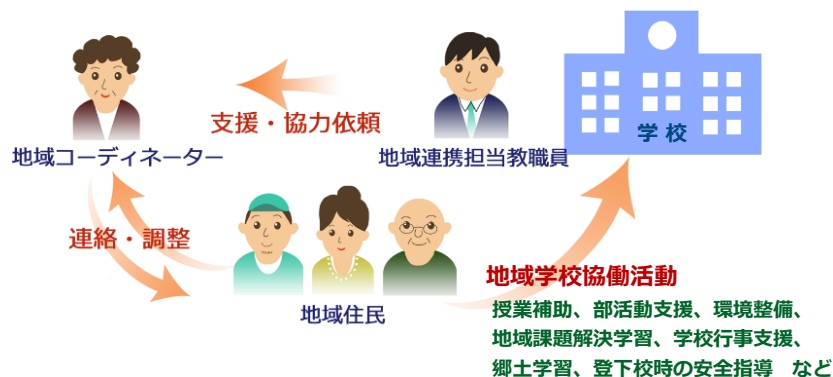 支援・協力依頼
学校
地域コーディネーター
地域連携担当教職員
連絡・調整
地域住民
地域学校協働活動
授業補助、部活動支援、環境整備、
地域課題解決学習、学校行事支援、
郷土学習、登下校時の安全指導　など